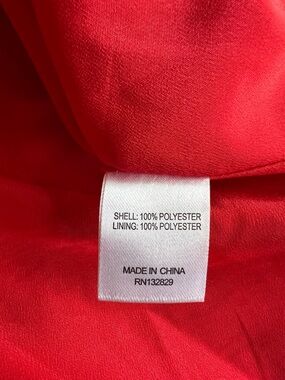 SHELL: 100% POLYESTER
LINING: 100% POLYESTER
MADE IN CHINA
RN132829